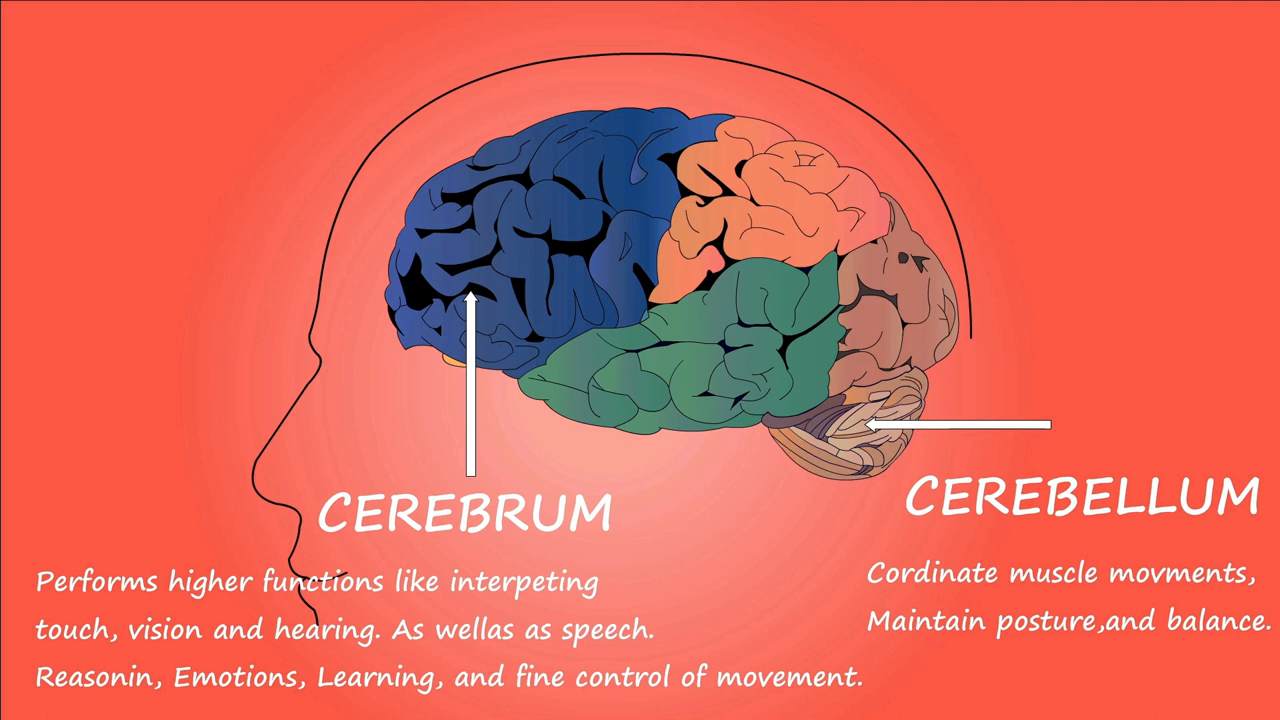 CEREBRUM
Performs higher functions like interpeting
touch, vision and hearing. As wellas as speech.
Reasonin, Emotions, Learning, and fine control of movement.
CEREBELLUM
Cordinate muscle movments,
Maintain posture,and balance.